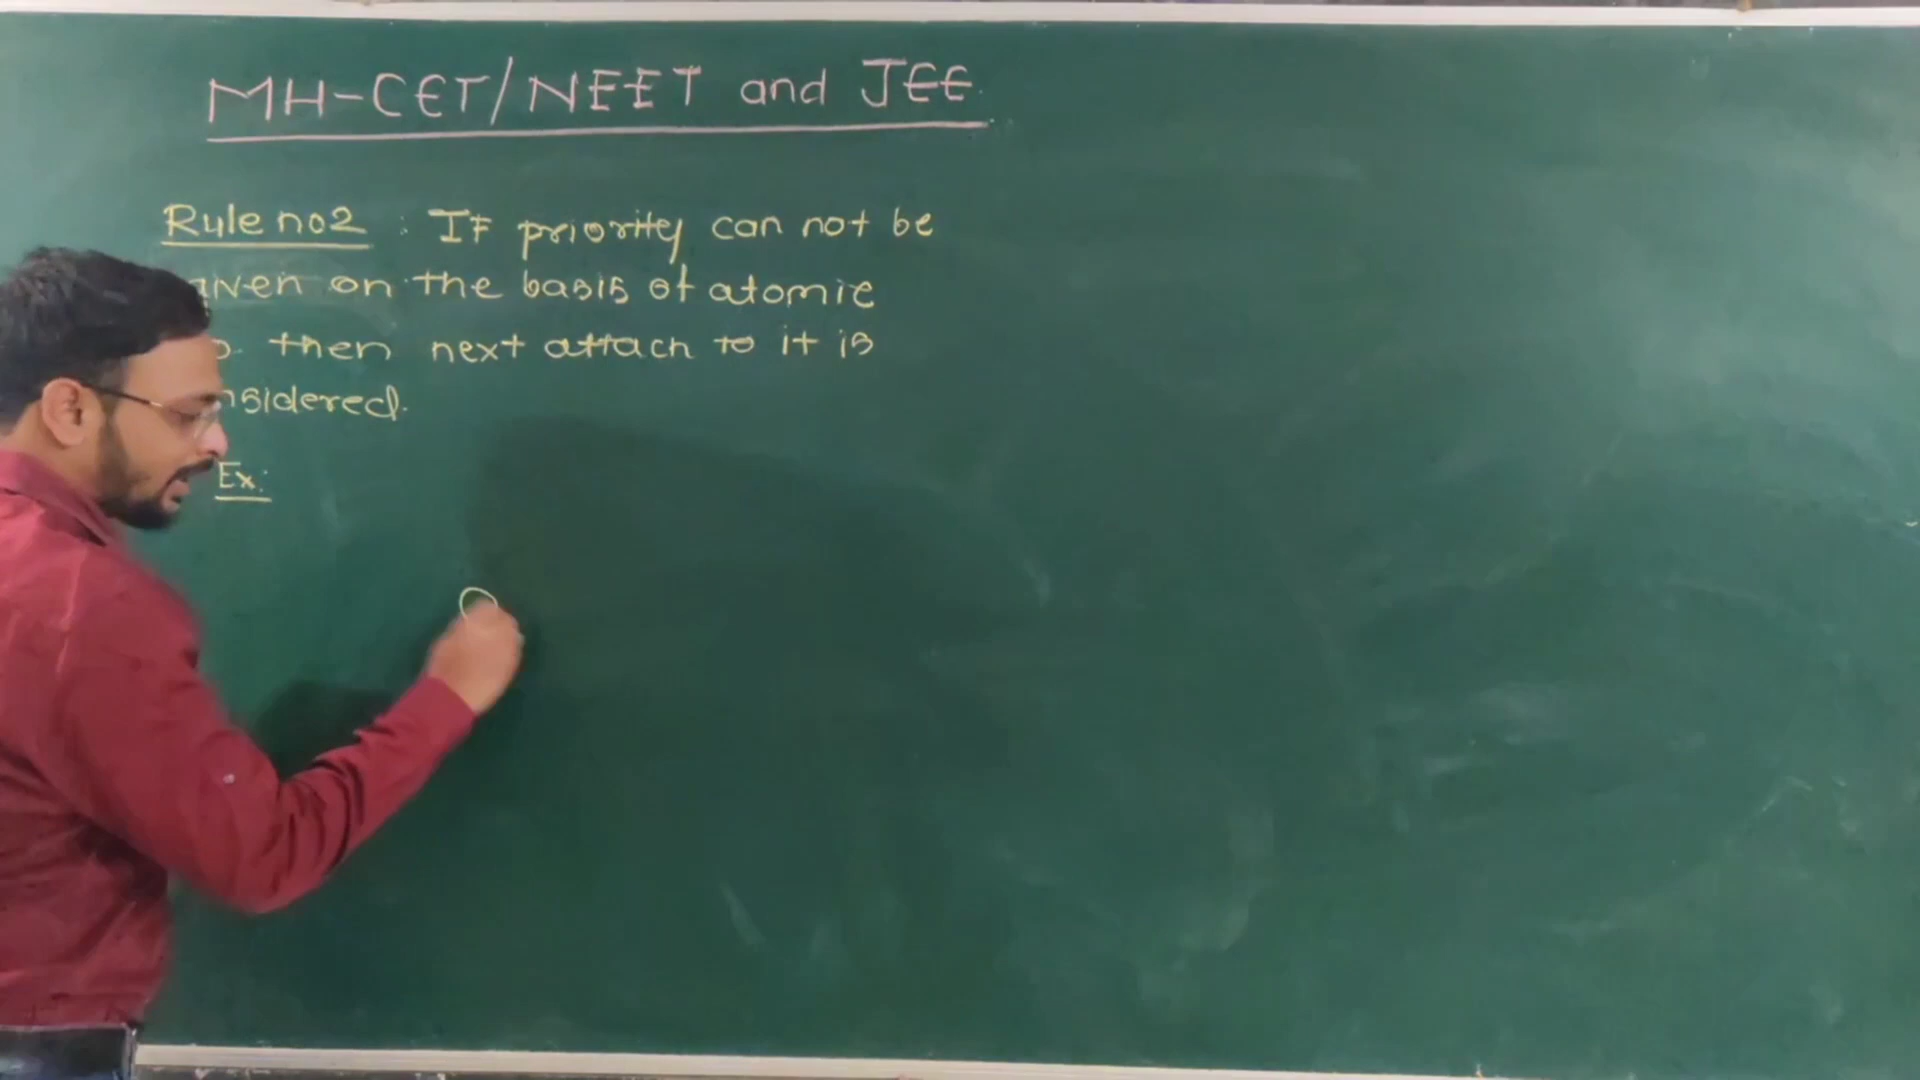 MH-CET/NEET and JEE
Rule no2 : IF priority can not be
given on the basis of atomic
then next attach to it is
Ex: